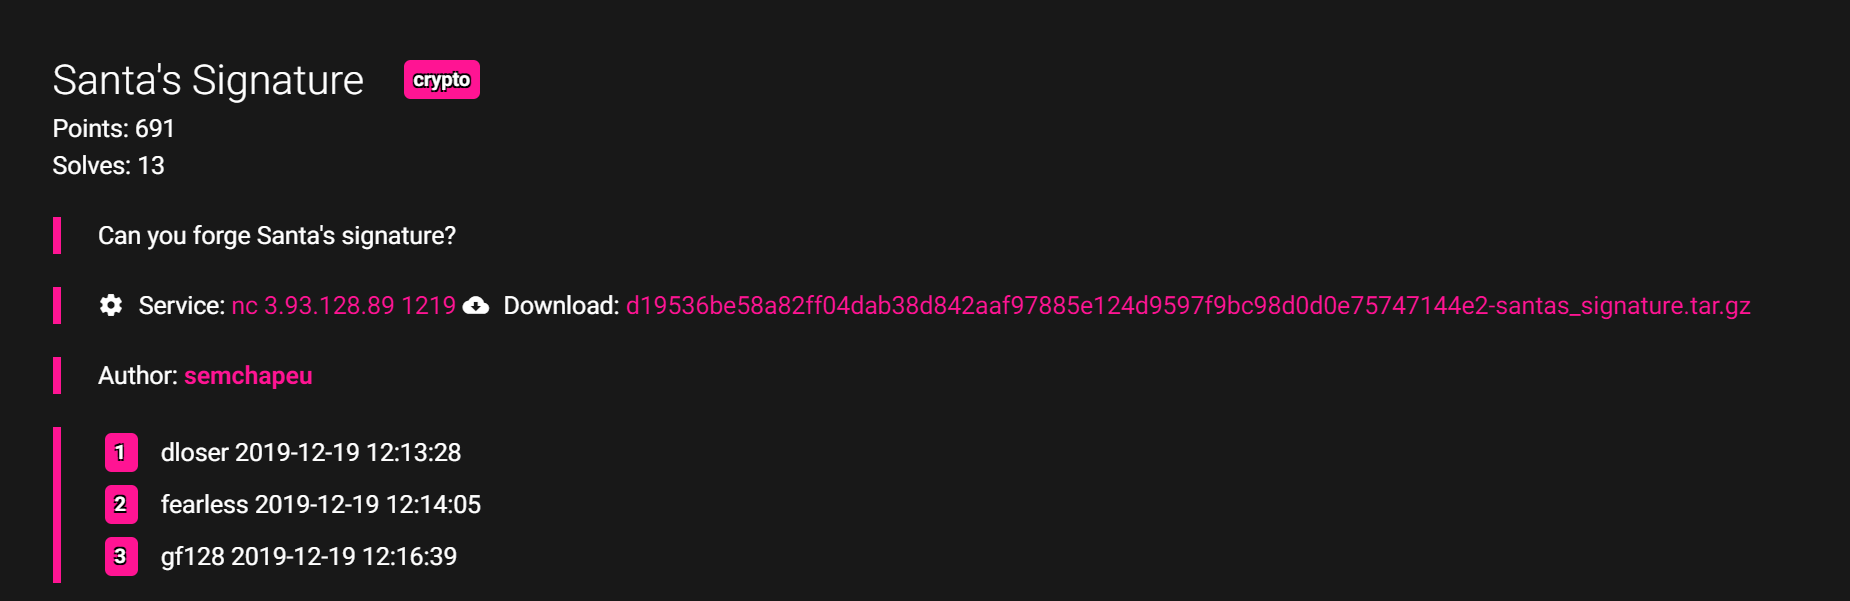 Santa's Signature crypto
Points: 691
Solves: 13
Can you forge Santa's signature?
Service: nc 3.93.128.89 1219 Download: d19536be58a82ff04dab38d842aaf97885e124d9597f9bc98d0d0e75747144e2-santas_signature.tar.gz
Author: semchapeu
1 dloser 2019-12-19 12:13:28
2 fearless 2019-12-19 12:14:05
3 gf128 2019-12-19 12:16:39